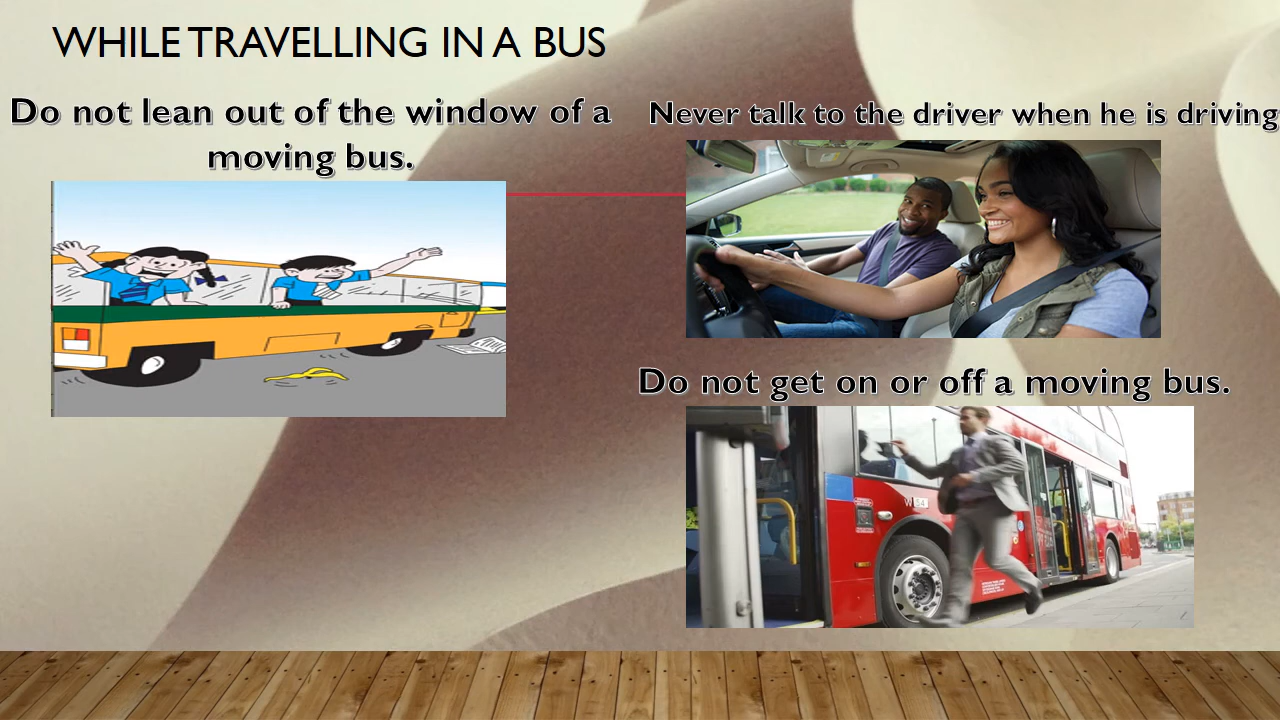 WHILE TRAVELLING IN A BUS
Do not lean out of the window of a
moving bus.
Never talk to the driver when he is driving
Do not get on or off a moving bus.